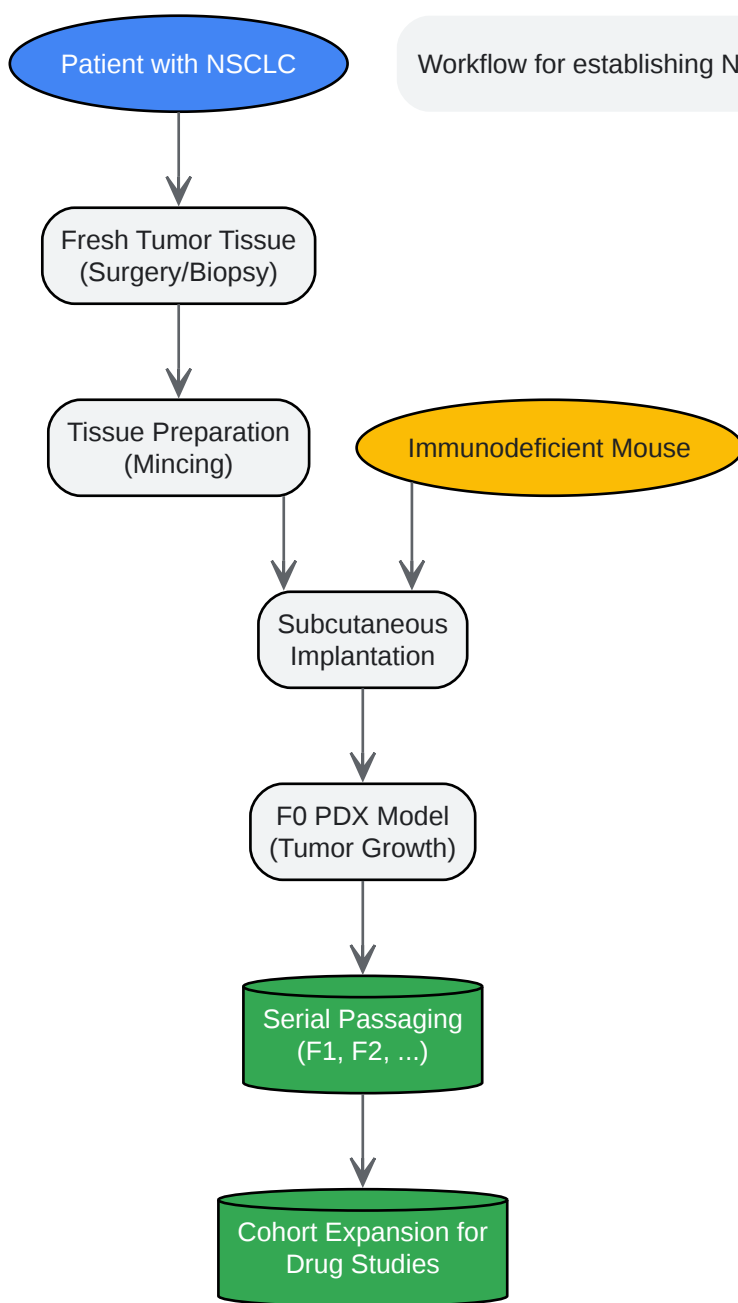 Patient with NSCLC
Workflow for establishing N
Fresh Tumor Tissue
(Surgery/Biopsy)
Tissue Preparation
(Mincing)
Immunodeficient Mouse
Subcutaneous
Implantation
F0 PDX Model
(Tumor Growth)
Serial Passaging
(F1, F2, ...)
Cohort Expansion for
Drug Studies